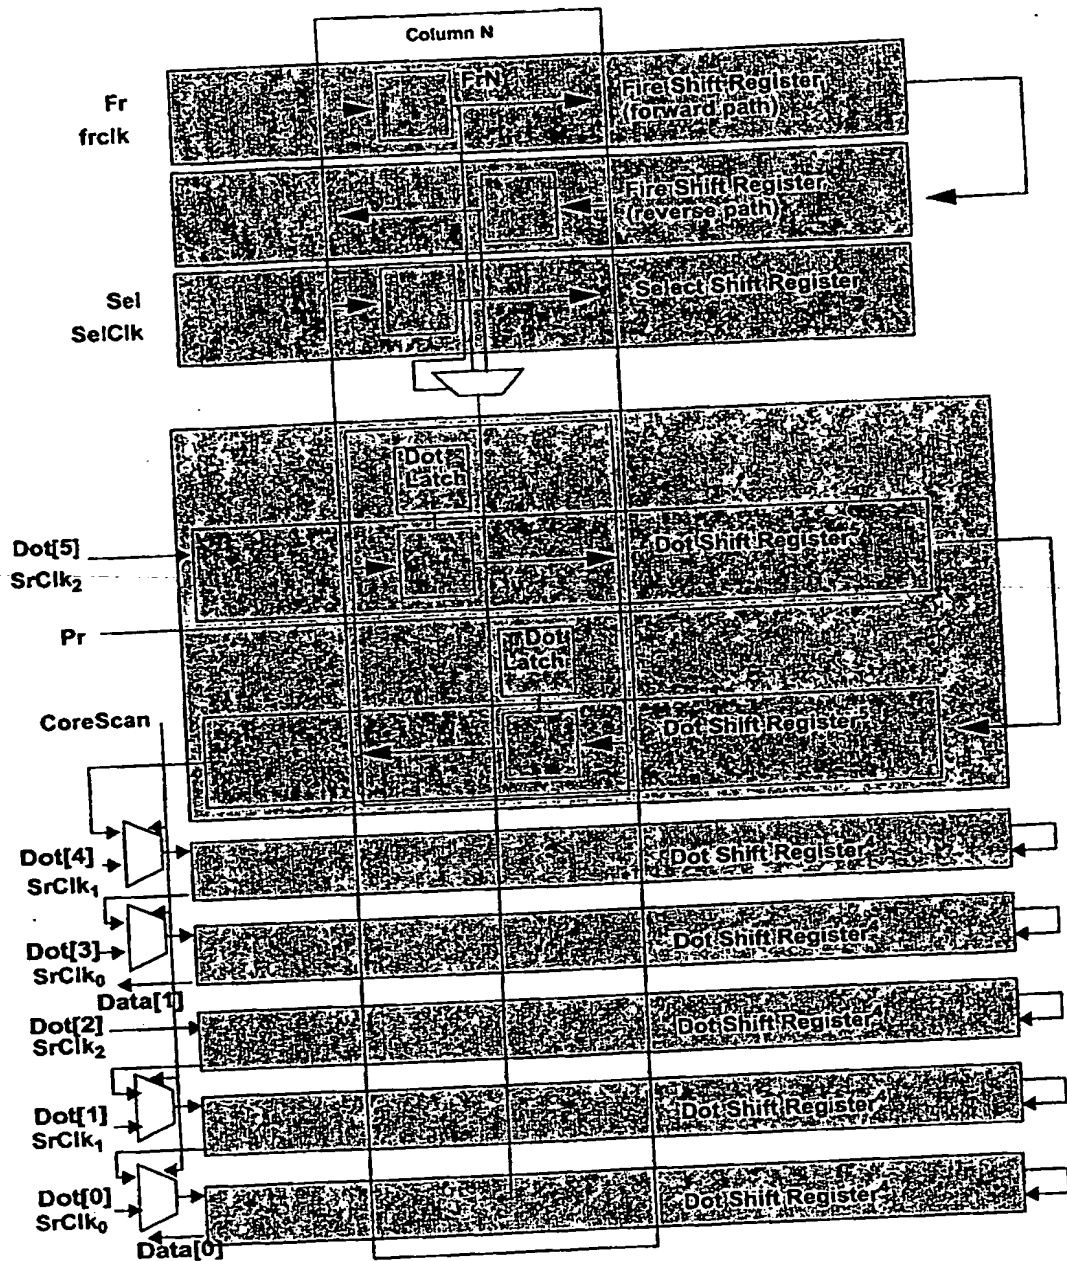 Column N
Fr
frclk
FrN
Fire Shift Register
(forward path)
Fire Shift Register
(reverse path)
Sel
SelClk
Select Shift Register
Dot
Latch
Dot[5]
SrClk2
Dot Shift Register
Pr
Dot
Latch
CoreScan
Dot Shift Register
Dot[4]
SrClk1
Dot Shift Register
Dot[3]
SrClk0
Dot Shift Register
Data[1]
Dot[2]
SrClk2
Dot Shift Register
Dot[1]
SrClk1
Dot Shift Register
Dot[0]
SrClk0
Dot Shift Register
Data[0]